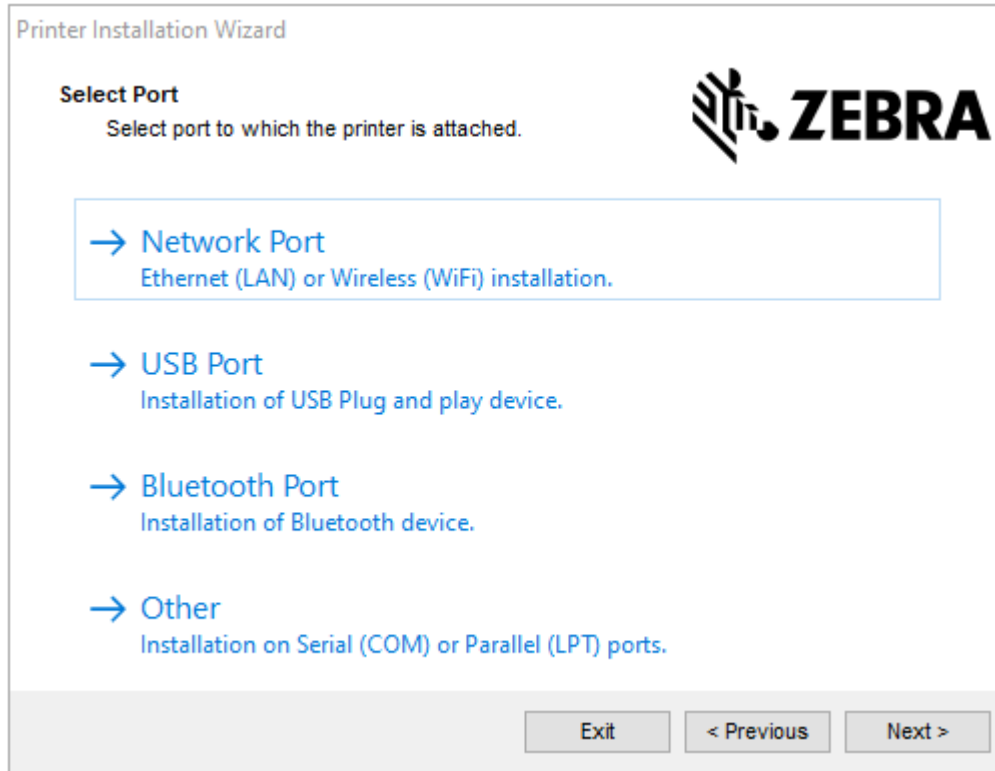 Printer Installation Wizard
Select Port
Select port to which the printer is attached.
ZEBRA
Network Port
Ethernet (LAN) or Wireless (WiFi) installation.
USB Port
Installation of USB Plug and play device.
Bluetooth Port
Installation of Bluetooth device.
Other
Installation on Serial (COM) or Parallel (LPT) ports.
Exit
< Previous
Next >